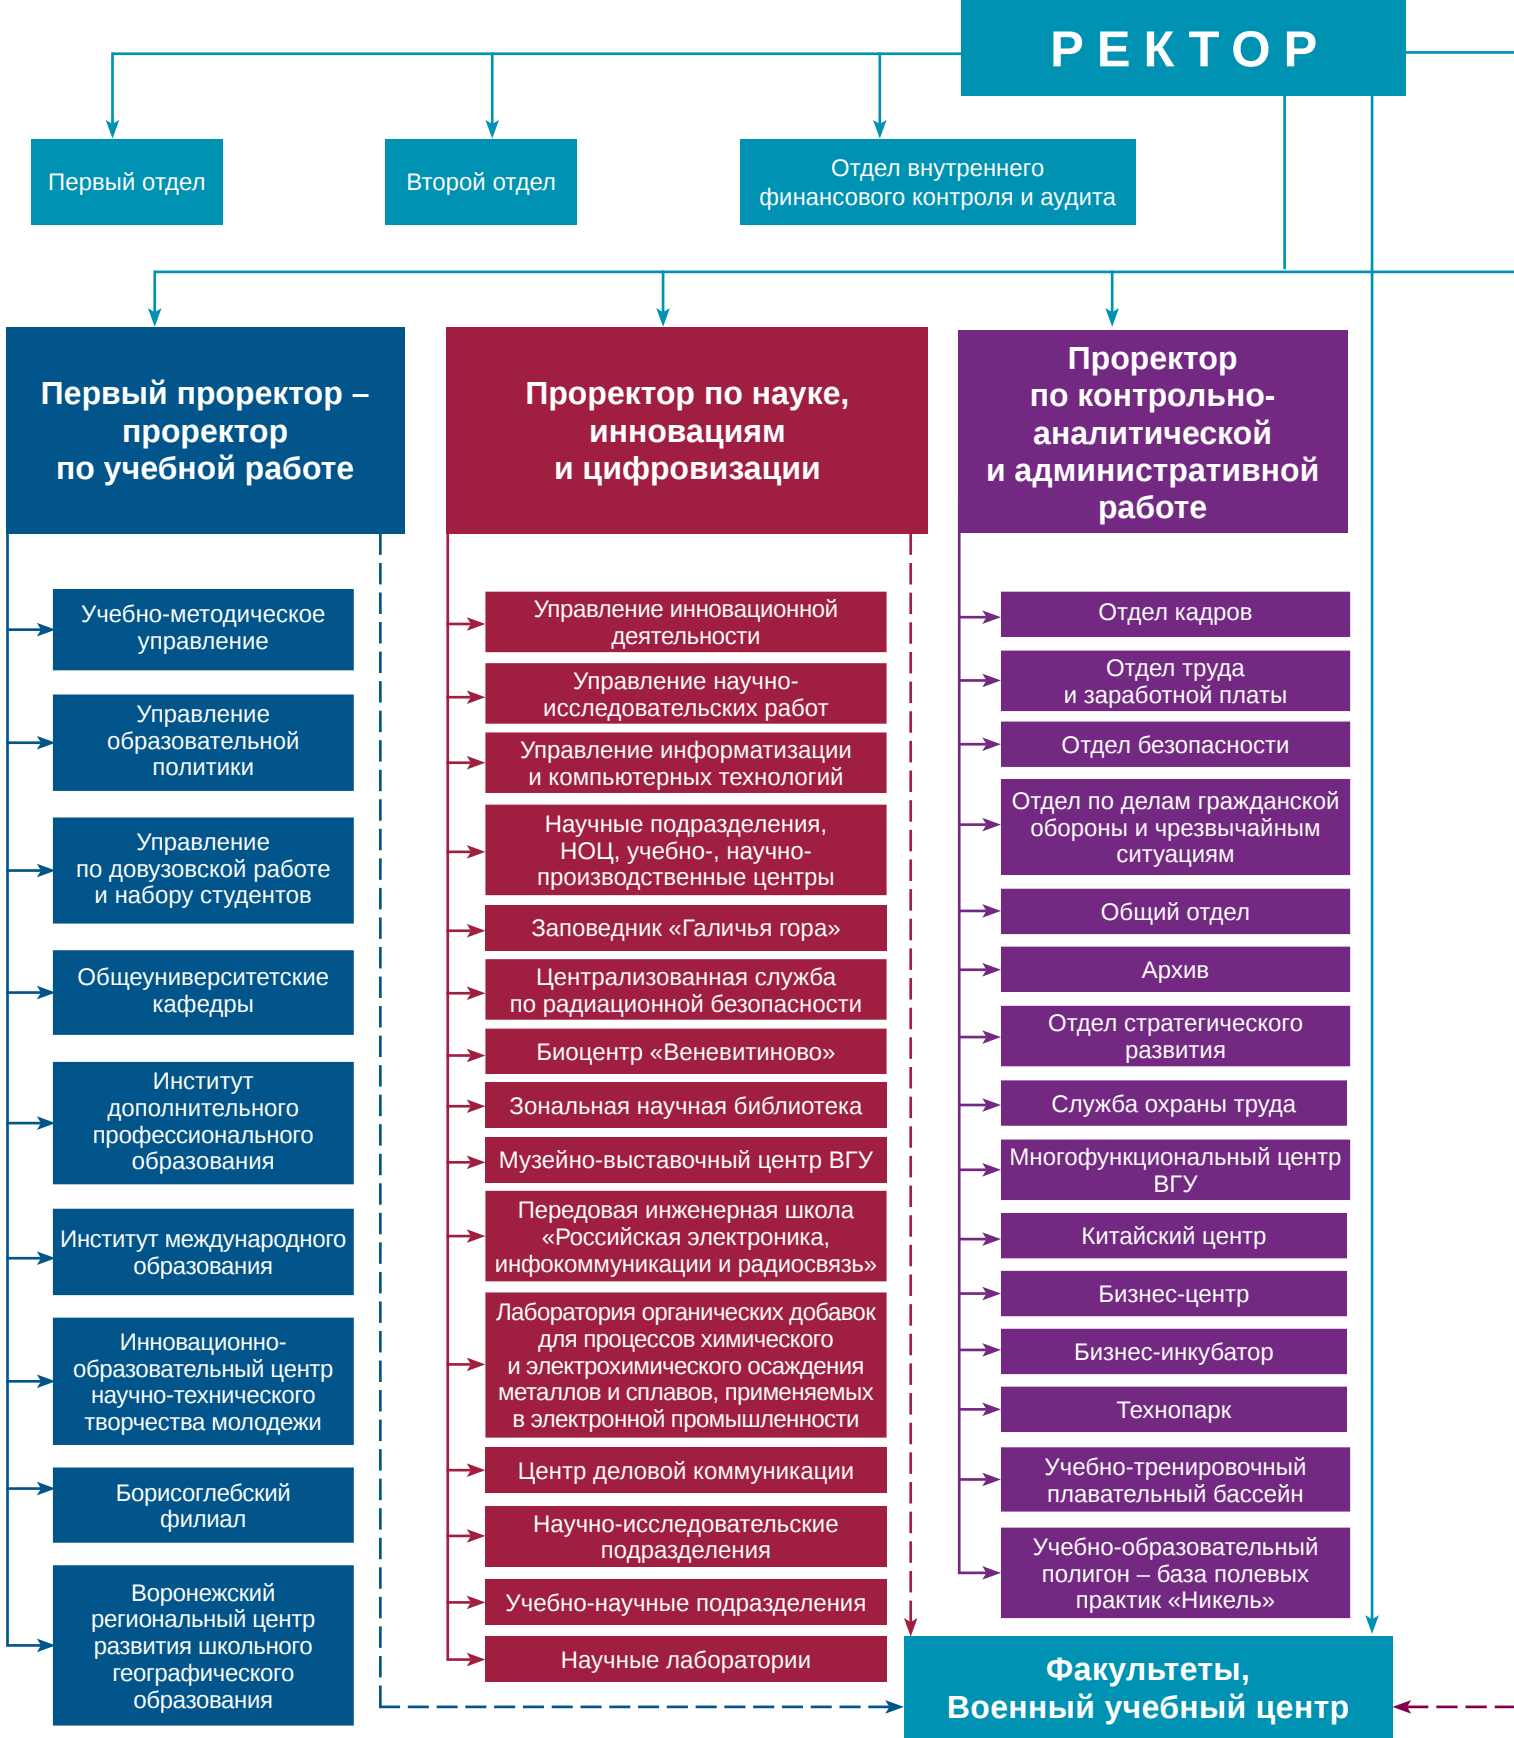 РЕКТОР
Первый отдел
Второй отдел
Отдел внутреннего
финансового контроля и аудита
Первый проректор –
проректор
по учебной работе
Учебно-методическое
управление
Управление
образовательной
политики
Управление
по довузовской работе
и набору студентов
Общеуниверситетские
кафедры
Институт
дополнительного
профессионального
образования
Институт международного
образования
Инновационно-
образовательный центр
научно-технического
творчества молодежи
Борисоглебский
филиал
Воронежский
региональный центр
развития школьного
географического
образования
Проректор по науке,
инновациям
и цифровизации
Управление инновационной
деятельности
Управление научно-
исследовательских работ
Управление информатизации
и компьютерных технологий
Научные подразделения,
НОЦ, учебно-, научно-
производственные центры
Заповедник «Галичья гора»
Централизованная служба
по радиационной безопасности
Биоцентр «Веневитиново»
Зональная научная библиотека
Музейно-выставочный центр ВГУ
Передовая инженерная школа
«Российская электроника,
инфокоммуникации и радиосвязь»
Лаборатория органических добавок
для процессов химического
и электрохимического осаждения
металлов и сплавов, применяемых
в электронной промышленности
Центр деловой коммуникации
Научно-исследовательские
подразделения
Учебно-научные подразделения
Научные лаборатории
Проректор
по контрольно-
аналитической
и административной
работе
Отдел кадров
Отдел труда
и заработной платы
Отдел безопасности
Отдел по делам гражданской
обороны и чрезвычайным
ситуациям
Общий отдел
Архив
Отдел стратегического
развития
Служба охраны труда
Многофункциональный центр
ВГУ
Китайский центр
Бизнес-центр
Бизнес-инкубатор
Технопарк
Учебно-тренировочный
плавательный бассейн
Учебно-образовательный
полигон – база полевых
практик «Никель»
Факультеты,
Военный учебный центр